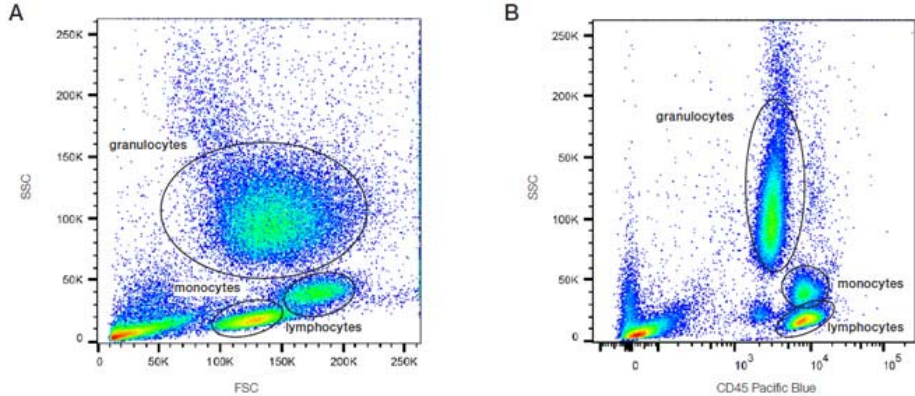 A
B
250K
200K
150K
100K
50K
0
SSC
granulocytes
monocytes
lymphocytes
0
50K
100K
150K
200K
250K
FSC
250K
200K
50K
100K
50K
0
SSC
granulocytes
monocytes
lymphocytes
0
10³
10⁴
10⁵
CD45 Pacific Blue